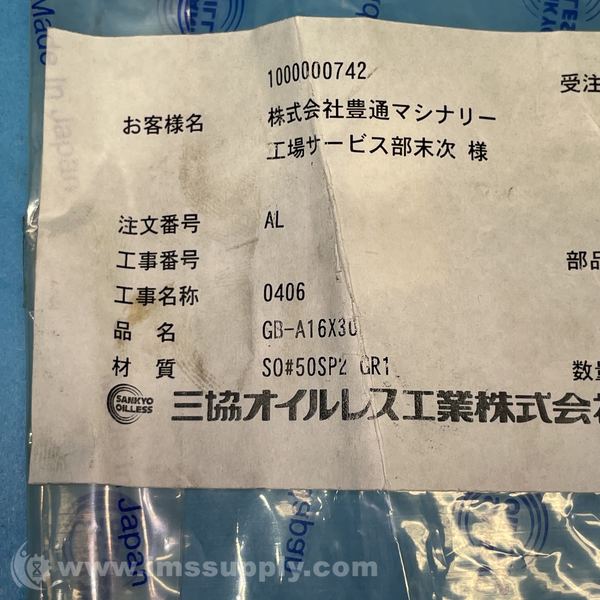 Made in Japan
1000000742
受注
お客様名 株式会社豊通マシナリー
工場サービス部末次 様
注文番号 AL
工事番号 部品
工事名称 0406
品 名 GB-A16X30
材 質 SO#50SP2 GR1 数量
SANKYO OILLESS 三協オイルレス工業株式会社
Japan
Japan
www.imssupply.com